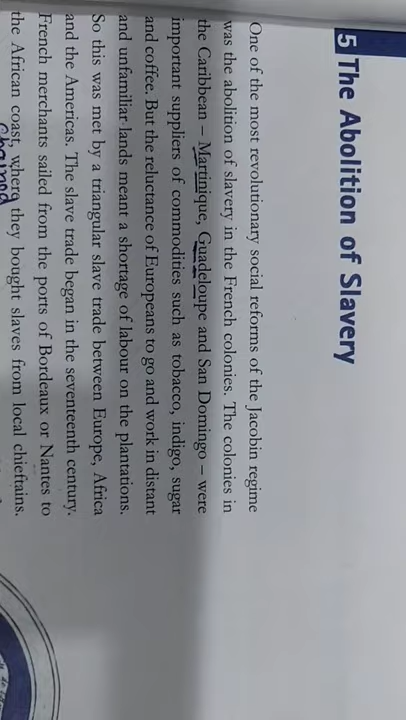 5 The Abolition of Slavery
One of the most revolutionary social reforms of the Jacobin regime
was the abolition of slavery in the French colonies. The colonies in
the Caribbean – Martinique, Guadeloupe and San Domingo – were
important suppliers of commodities such as tobacco, indigo, sugar
and coffee. But the reluctance of Europeans to go and work in distant
and unfamiliar lands meant a shortage of labour on the plantations.
So this was met by a triangular slave trade between Europe, Africa
and the Americas. The slave trade began in the seventeenth century.
French merchants sailed from the ports of Bordeaux or Nantes to
the African coast, where they bought slaves from local chieftains.